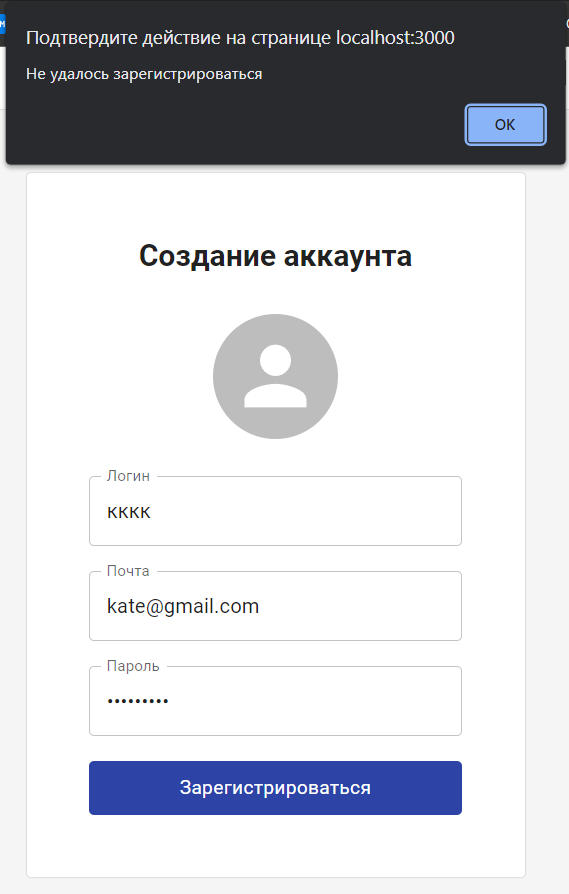 Подтвердите действие на странице localhost:3000
Не удалось зарегистрироваться
ОК
Создание аккаунта
Логин
кккк
Почта
kate@gmail.com
Пароль
•••••••••
Зарегистрироваться